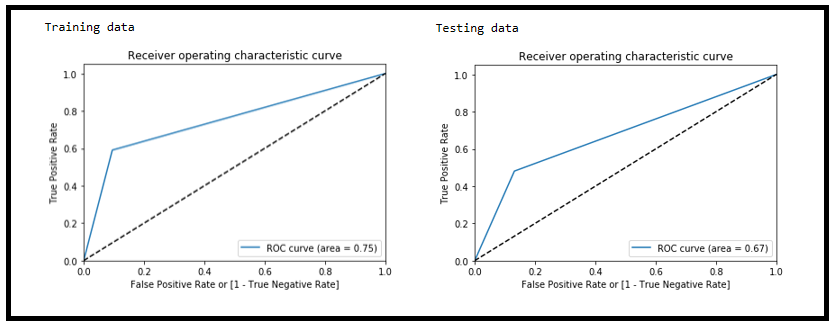 Training data
Receiver operating characteristic curve
True Positive Rate
1.0
0.8
0.6
0.4
0.2
0.0
ROC curve (area = 0.75)
0.0 0.2 0.4 0.6 0.8 1.0
False Positive Rate or [1 - True Negative Rate]
Testing data
Receiver operating characteristic curve
True Positive Rate
1.0
0.8
0.6
0.4
0.2
0.0
ROC curve (area = 0.67)
0.0 0.2 0.4 0.6 0.8 1.0
False Positive Rate or [1 - True Negative Rate]